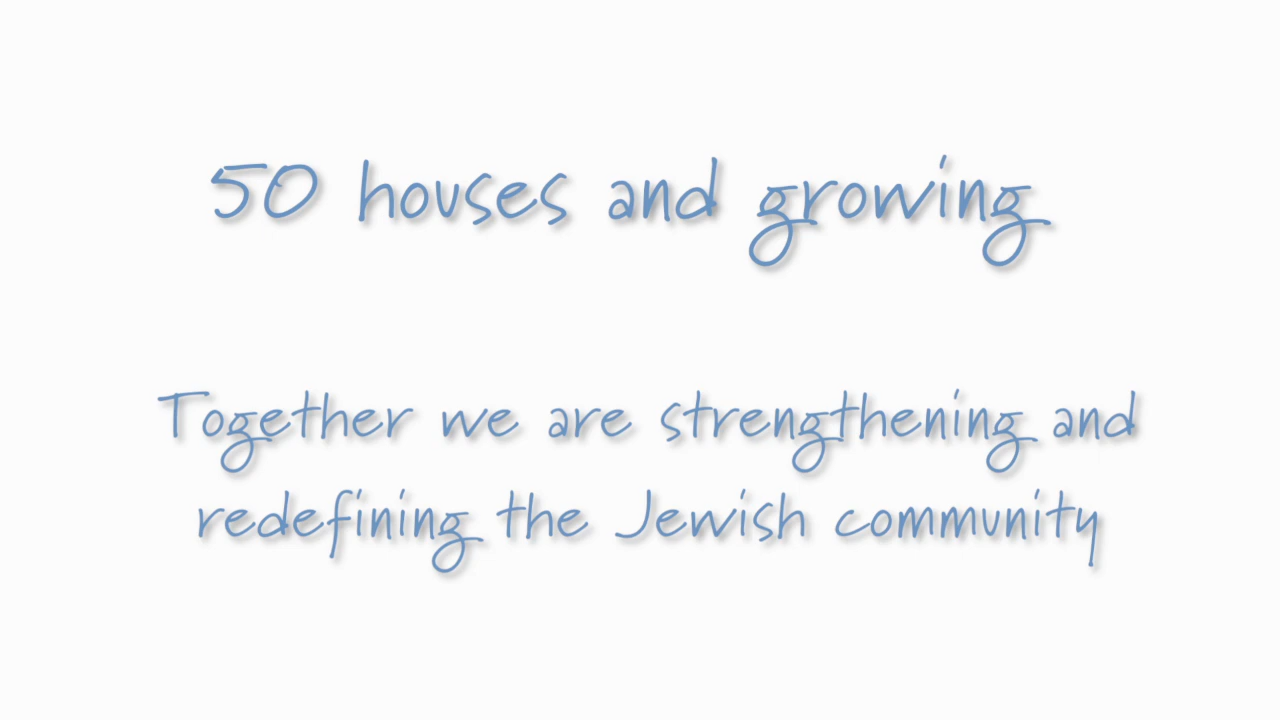 50 houses and growing
Together we are strengthening and
redefining the Jewish community